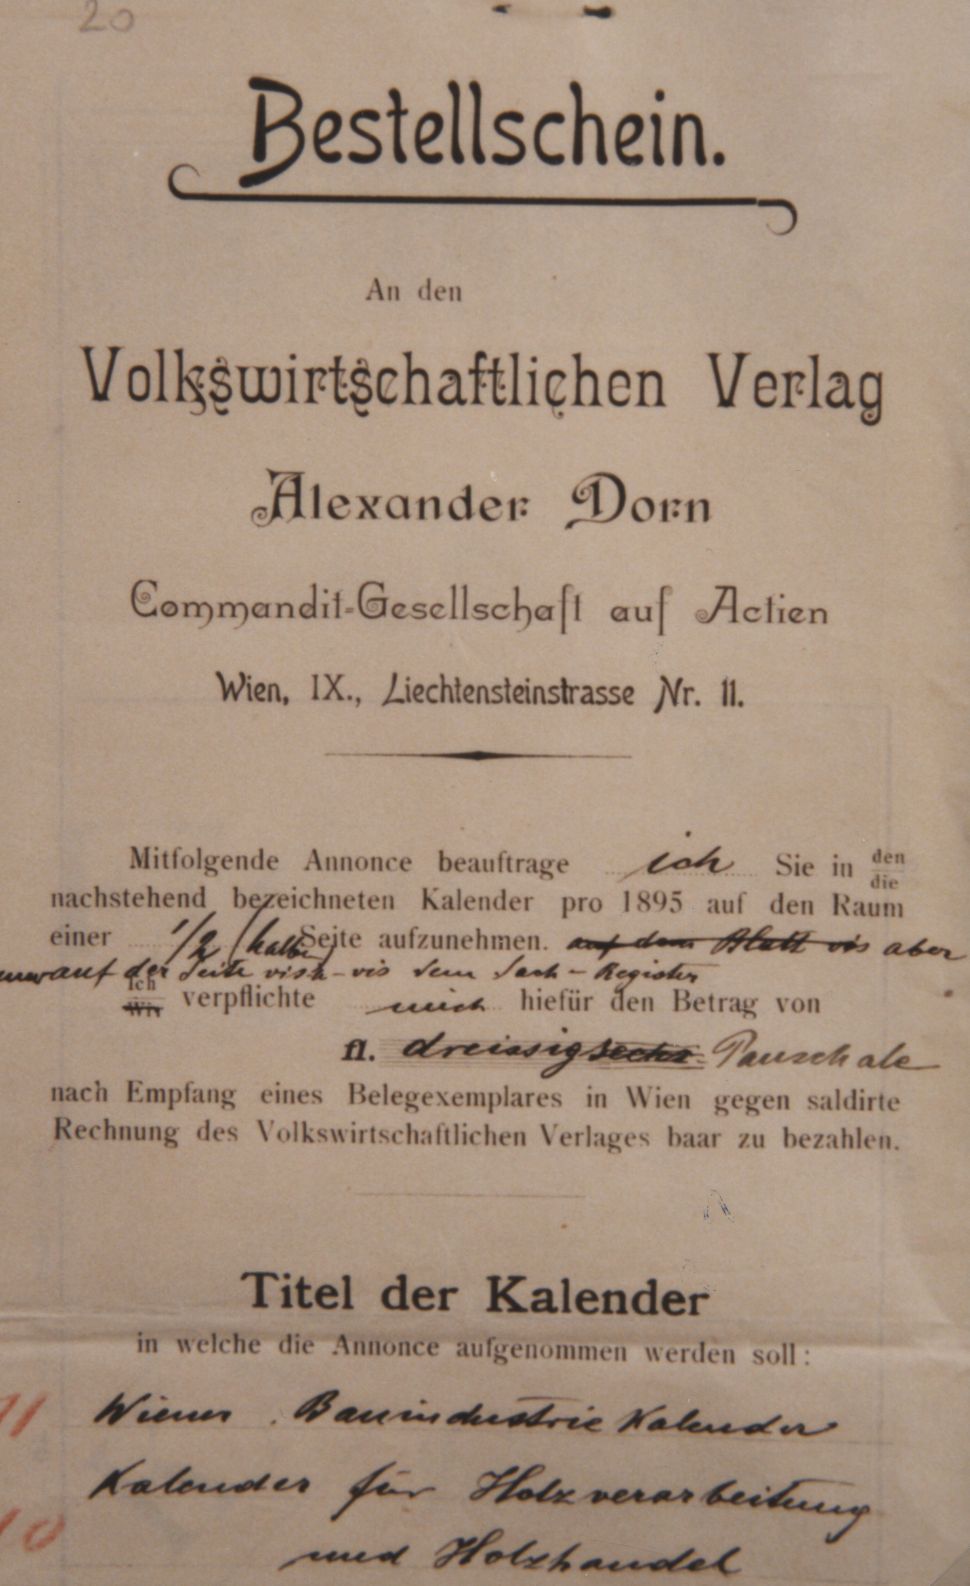 20
Bestellschein.
An den
Volkswirtschaftlichen Verlag
Alexander Dorn
Commandit-Gesellschaft auf Actien
Wien, IX., Liechtensteinstrasse Nr. 11.
Mitfolgende Annonce beauftrage ich Sie in den
die
nachstehend bezeichneten Kalender pro 1895 auf den Raum
einer 1/2 (halbe) Seite aufzunehmen. auf dem Blatt vis aber
nur auf der Seite vis-à-vis dem Sach-Register
Ich
Wir
verpflichte mich hiefür den Betrag von
fl. dreissigsechs Pauschale
nach Empfang eines Belegexemplares in Wien gegen saldirte
Rechnung des Volkswirtschaftlichen Verlages baar zu bezahlen.
Titel der Kalender
in welche die Annonce aufgenommen werden soll:
11 Wiener Bauindustrie Kalender
Kalender für Holzverarbeitung
10 und Holzhandel